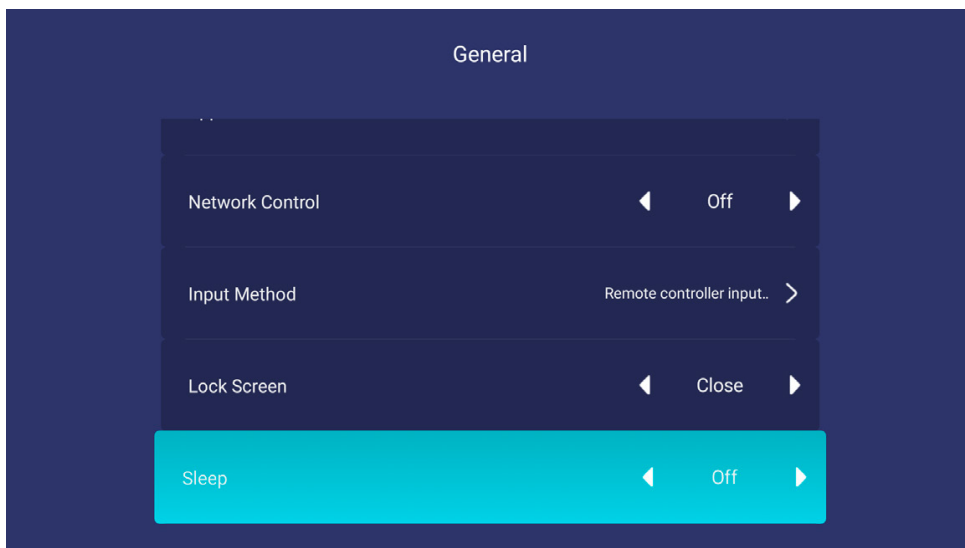 General
Network Control
Off
Input Method
Remote controller input..
Lock Screen
Close
Sleep
Off